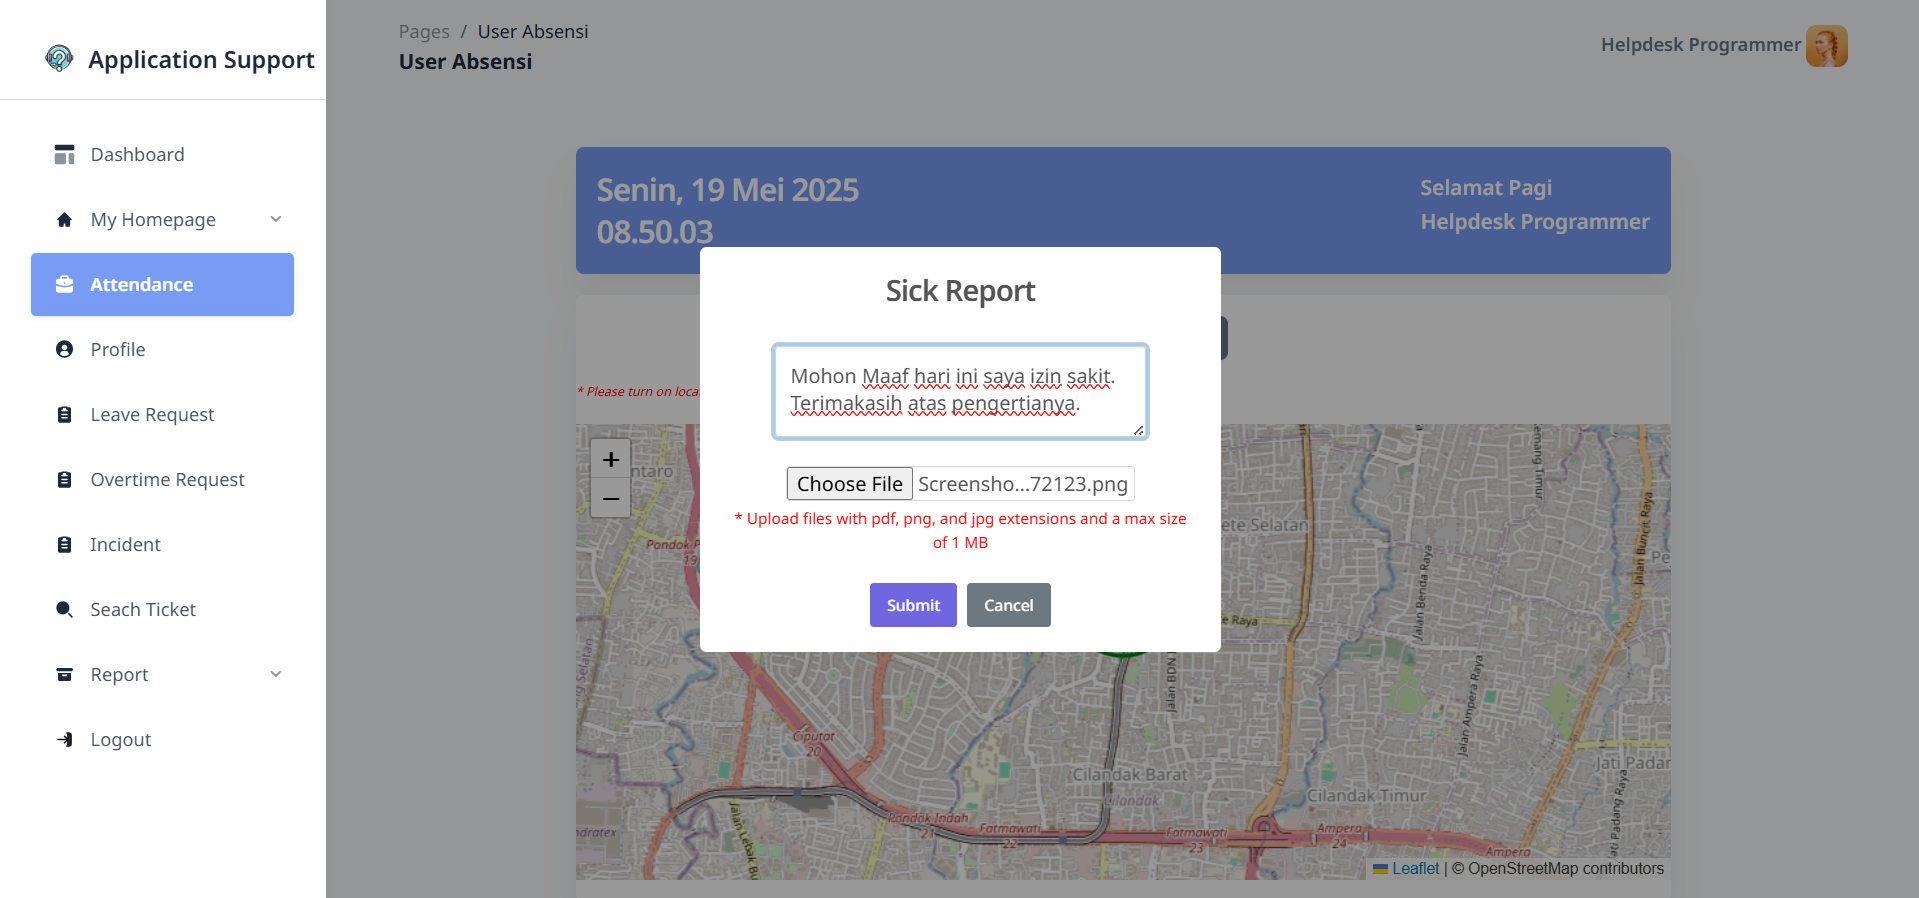 Application Support
Dashboard
My Homepage
Attendance
Profile
Leave Request
Overtime Request
Incident
Seach Ticket
Report
Logout
Pages / User Absensi
User Absensi
Helpdesk Programmer
Senin, 19 Mei 2025
08.50.03
Selamat Pagi
Helpdesk Programmer
* Please turn on loca
Sick Report
Mohon Maaf hari ini saya izin sakit.
Terimakasih atas pengertianya.
Choose File Screensho...72123.png
* Upload files with pdf, png, and jpg extensions and a max size
of 1 MB
Submit Cancel
+
−
ntaro
Pondok P
19
ete Selatan
Jalan Benda Raya
Jalan Buncit Raya
emang Timur
Pe
e Raya
ng Selatan
Jalan BDN I
Jalan Ampera Raya
Ciputat
20
Cilandak Barat
Cilandak
Cilandak Timur
Jati Padar
ati Padang Raya
Jalan Lebak Bu
ndratex
Pondok Indah
21
Fatmawati
22
Fatmawati
23
Ampera
24
Ampera
Leaflet | © OpenStreetMap contributors